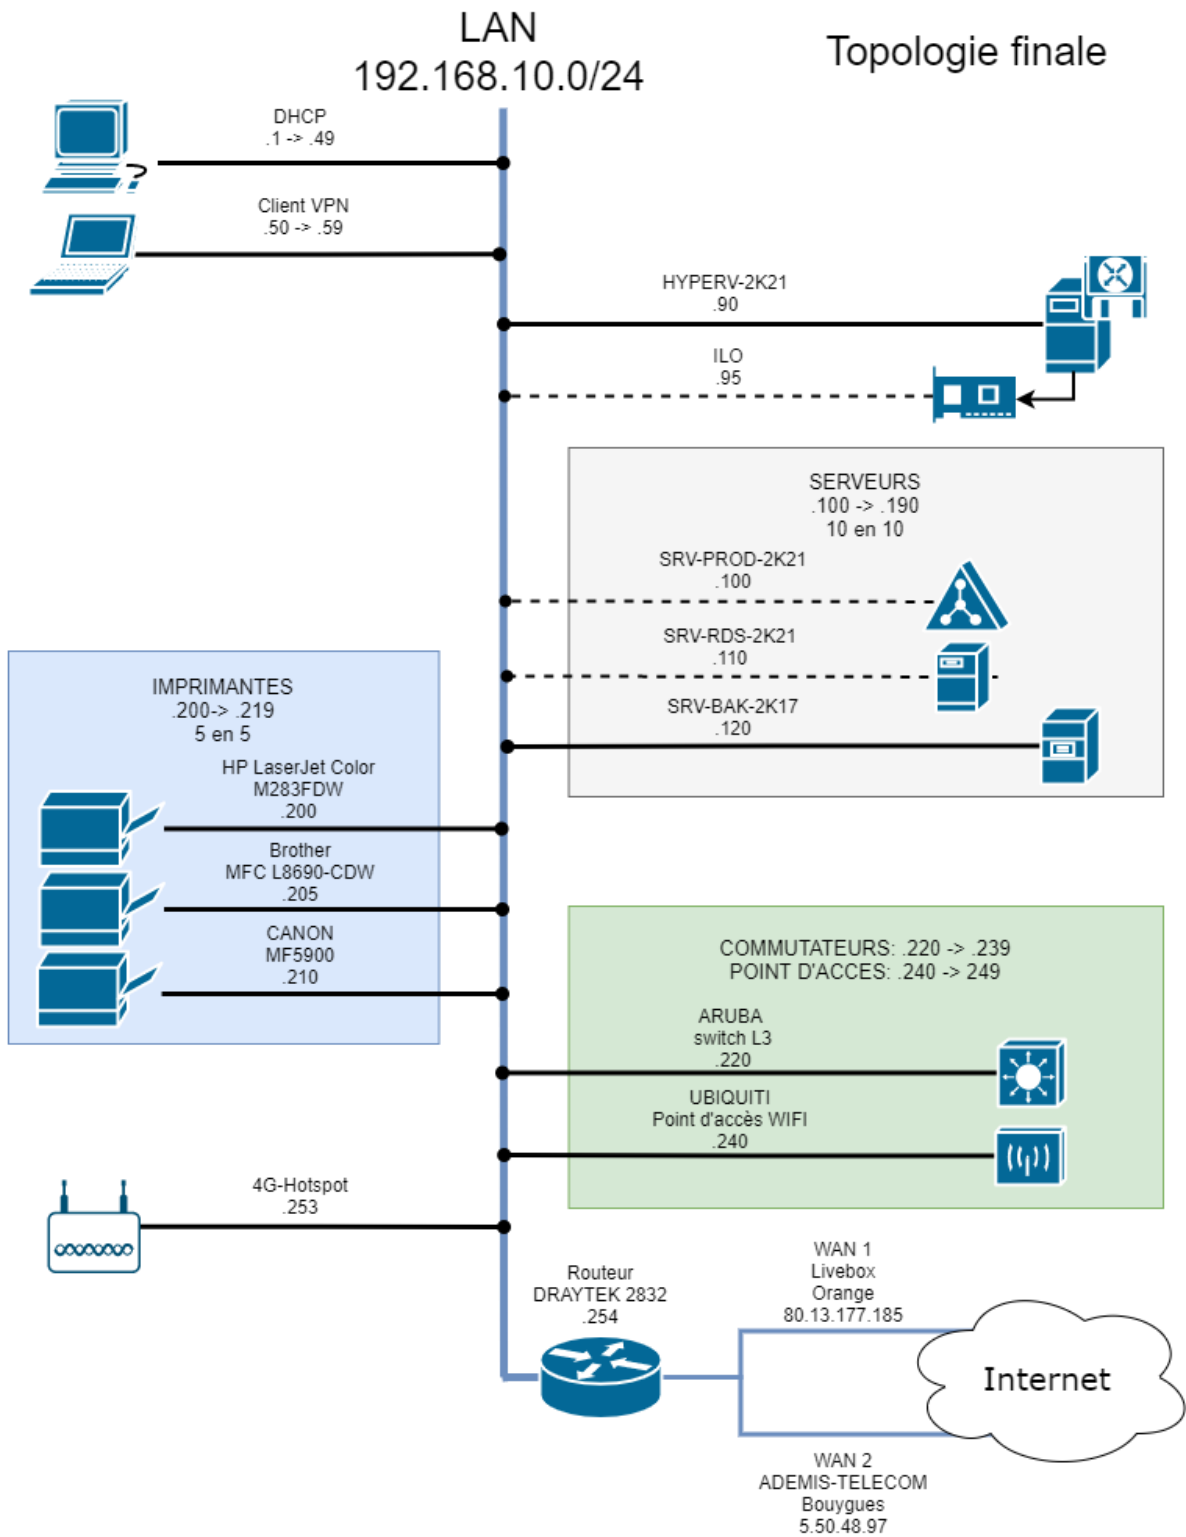 LAN
192.168.10.0/24
Topologie finale
DHCP
.1 -> .49
Client VPN
.50 -> .59
HYPERV-2K21
.90
ILO
.95
SERVEURS
.100 -> .190
10 en 10
SRV-PROD-2K21
.100
SRV-RDS-2K21
.110
SRV-BAK-2K17
.120
IMPRIMANTES
.200-> .219
5 en 5
HP LaserJet Color
M283FDW
.200
Brother
MFC L8690-CDW
.205
CANON
MF5900
.210
COMMUTATEURS: .220 -> .239
POINT D'ACCES: .240 -> 249
ARUBA
switch L3
.220
UBIQUITI
Point d'accès WIFI
.240
4G-Hotspot
.253
Routeur
DRAYTEK 2832
.254
WAN 1
Livebox
Orange
80.13.177.185
Internet
WAN 2
ADEMIS-TELECOM
Bouygues
5.50.48.97